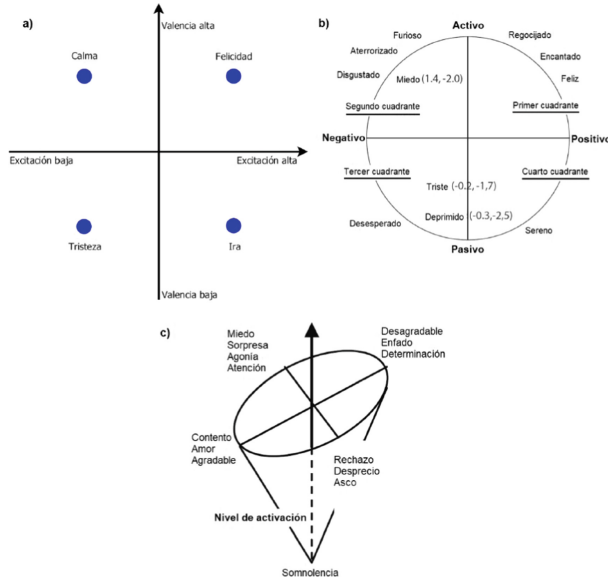 a)
Valencia alta
Calma
Felicidad
Excitación baja
Excitación alta
Tristeza
Ira
Valencia baja
b)
Activo
Furioso
Regocijado
Aterrorizado
Encantado
Disgustado
Miedo (1.4, -2.0)
Feliz
Segundo cuadrante
Primer cuadrante
Negativo
Positivo
Tercer cuadrante
Cuarto cuadrante
Triste (-0.2, -1,7)
Deprimido (-0.3,-2,5)
Desesperado
Sereno
Pasivo
c)
Miedo
Sorpresa
Agonía
Atención
Desagradable
Enfado
Determinación
Contento
Amor
Agradable
Rechazo
Desprecio
Asco
Nivel de activación
Somnolencia